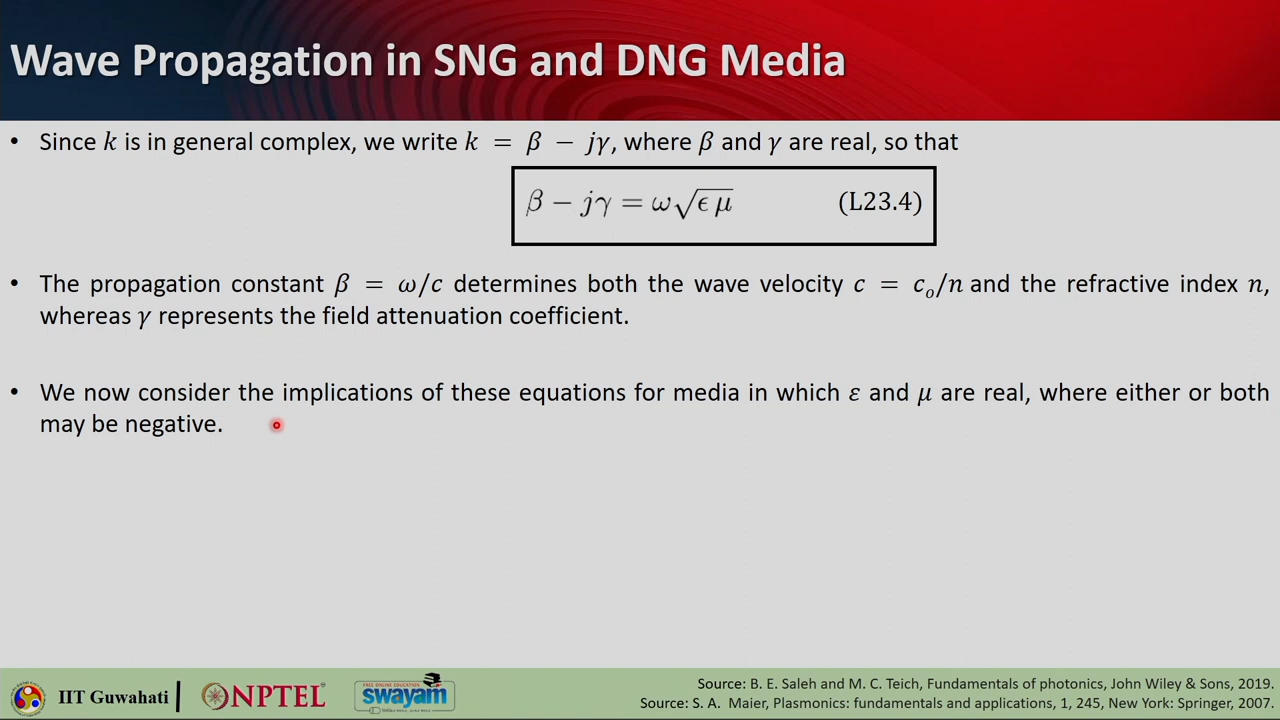 Wave Propagation in SNG and DNG Media
• Since k is in general complex, we write k = β − jγ, where β and γ are real, so that
β − jγ = ω√ϵ μ (L23.4)
• The propagation constant β = ω/c determines both the wave velocity c = cₒ/n and the refractive index n,
whereas γ represents the field attenuation coefficient.
• We now consider the implications of these equations for media in which ε and μ are real, where either or both
may be negative.
IIT Guwahati
NPTEL
FREE ONLINE EDUCATION
swayam
Source: B. E. Saleh and M. C. Teich, Fundamentals of photonics, John Wiley & Sons, 2019.
Source: S. A. Maier, Plasmonics: fundamentals and applications, 1, 245, New York: Springer, 2007.